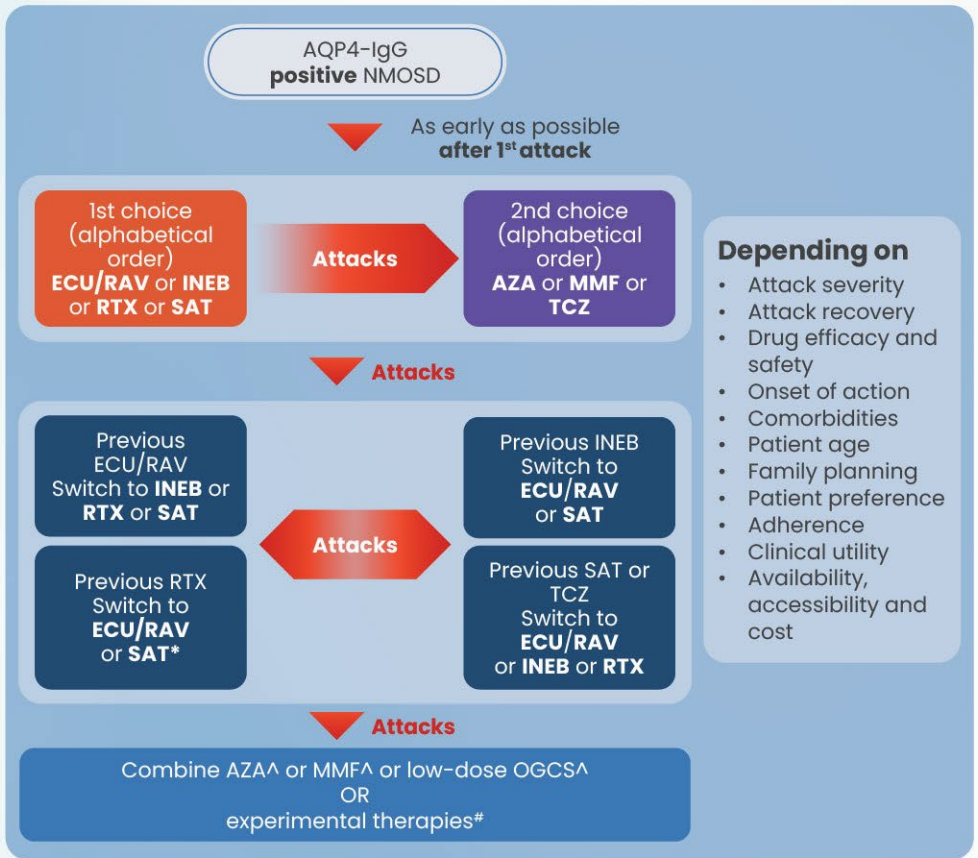 AQP4-IgG
positive NMOSD
As early as possible
after 1st attack
1st choice
(alphabetical
order)
ECU/RAV or INEB
or RTX or SAT
Attacks
2nd choice
(alphabetical
order)
AZA or MMF or
TCZ
Attacks
Previous
ECU/RAV
Switch to INEB or
RTX or SAT
Previous INEB
Switch to
ECU/RAV
or SAT
Attacks
Previous RTX
Switch to
ECU/RAV
or SAT*
Previous SAT or
TCZ
Switch to
ECU/RAV
or INEB or RTX
Attacks
Combine AZA^ or MMF^ or low-dose OGCS^
OR
experimental therapies#
Depending on
• Attack severity
• Attack recovery
• Drug efficacy and
safety
• Onset of action
• Comorbidities
• Patient age
• Family planning
• Patient preference
• Adherence
• Clinical utility
• Availability,
accessibility and
cost